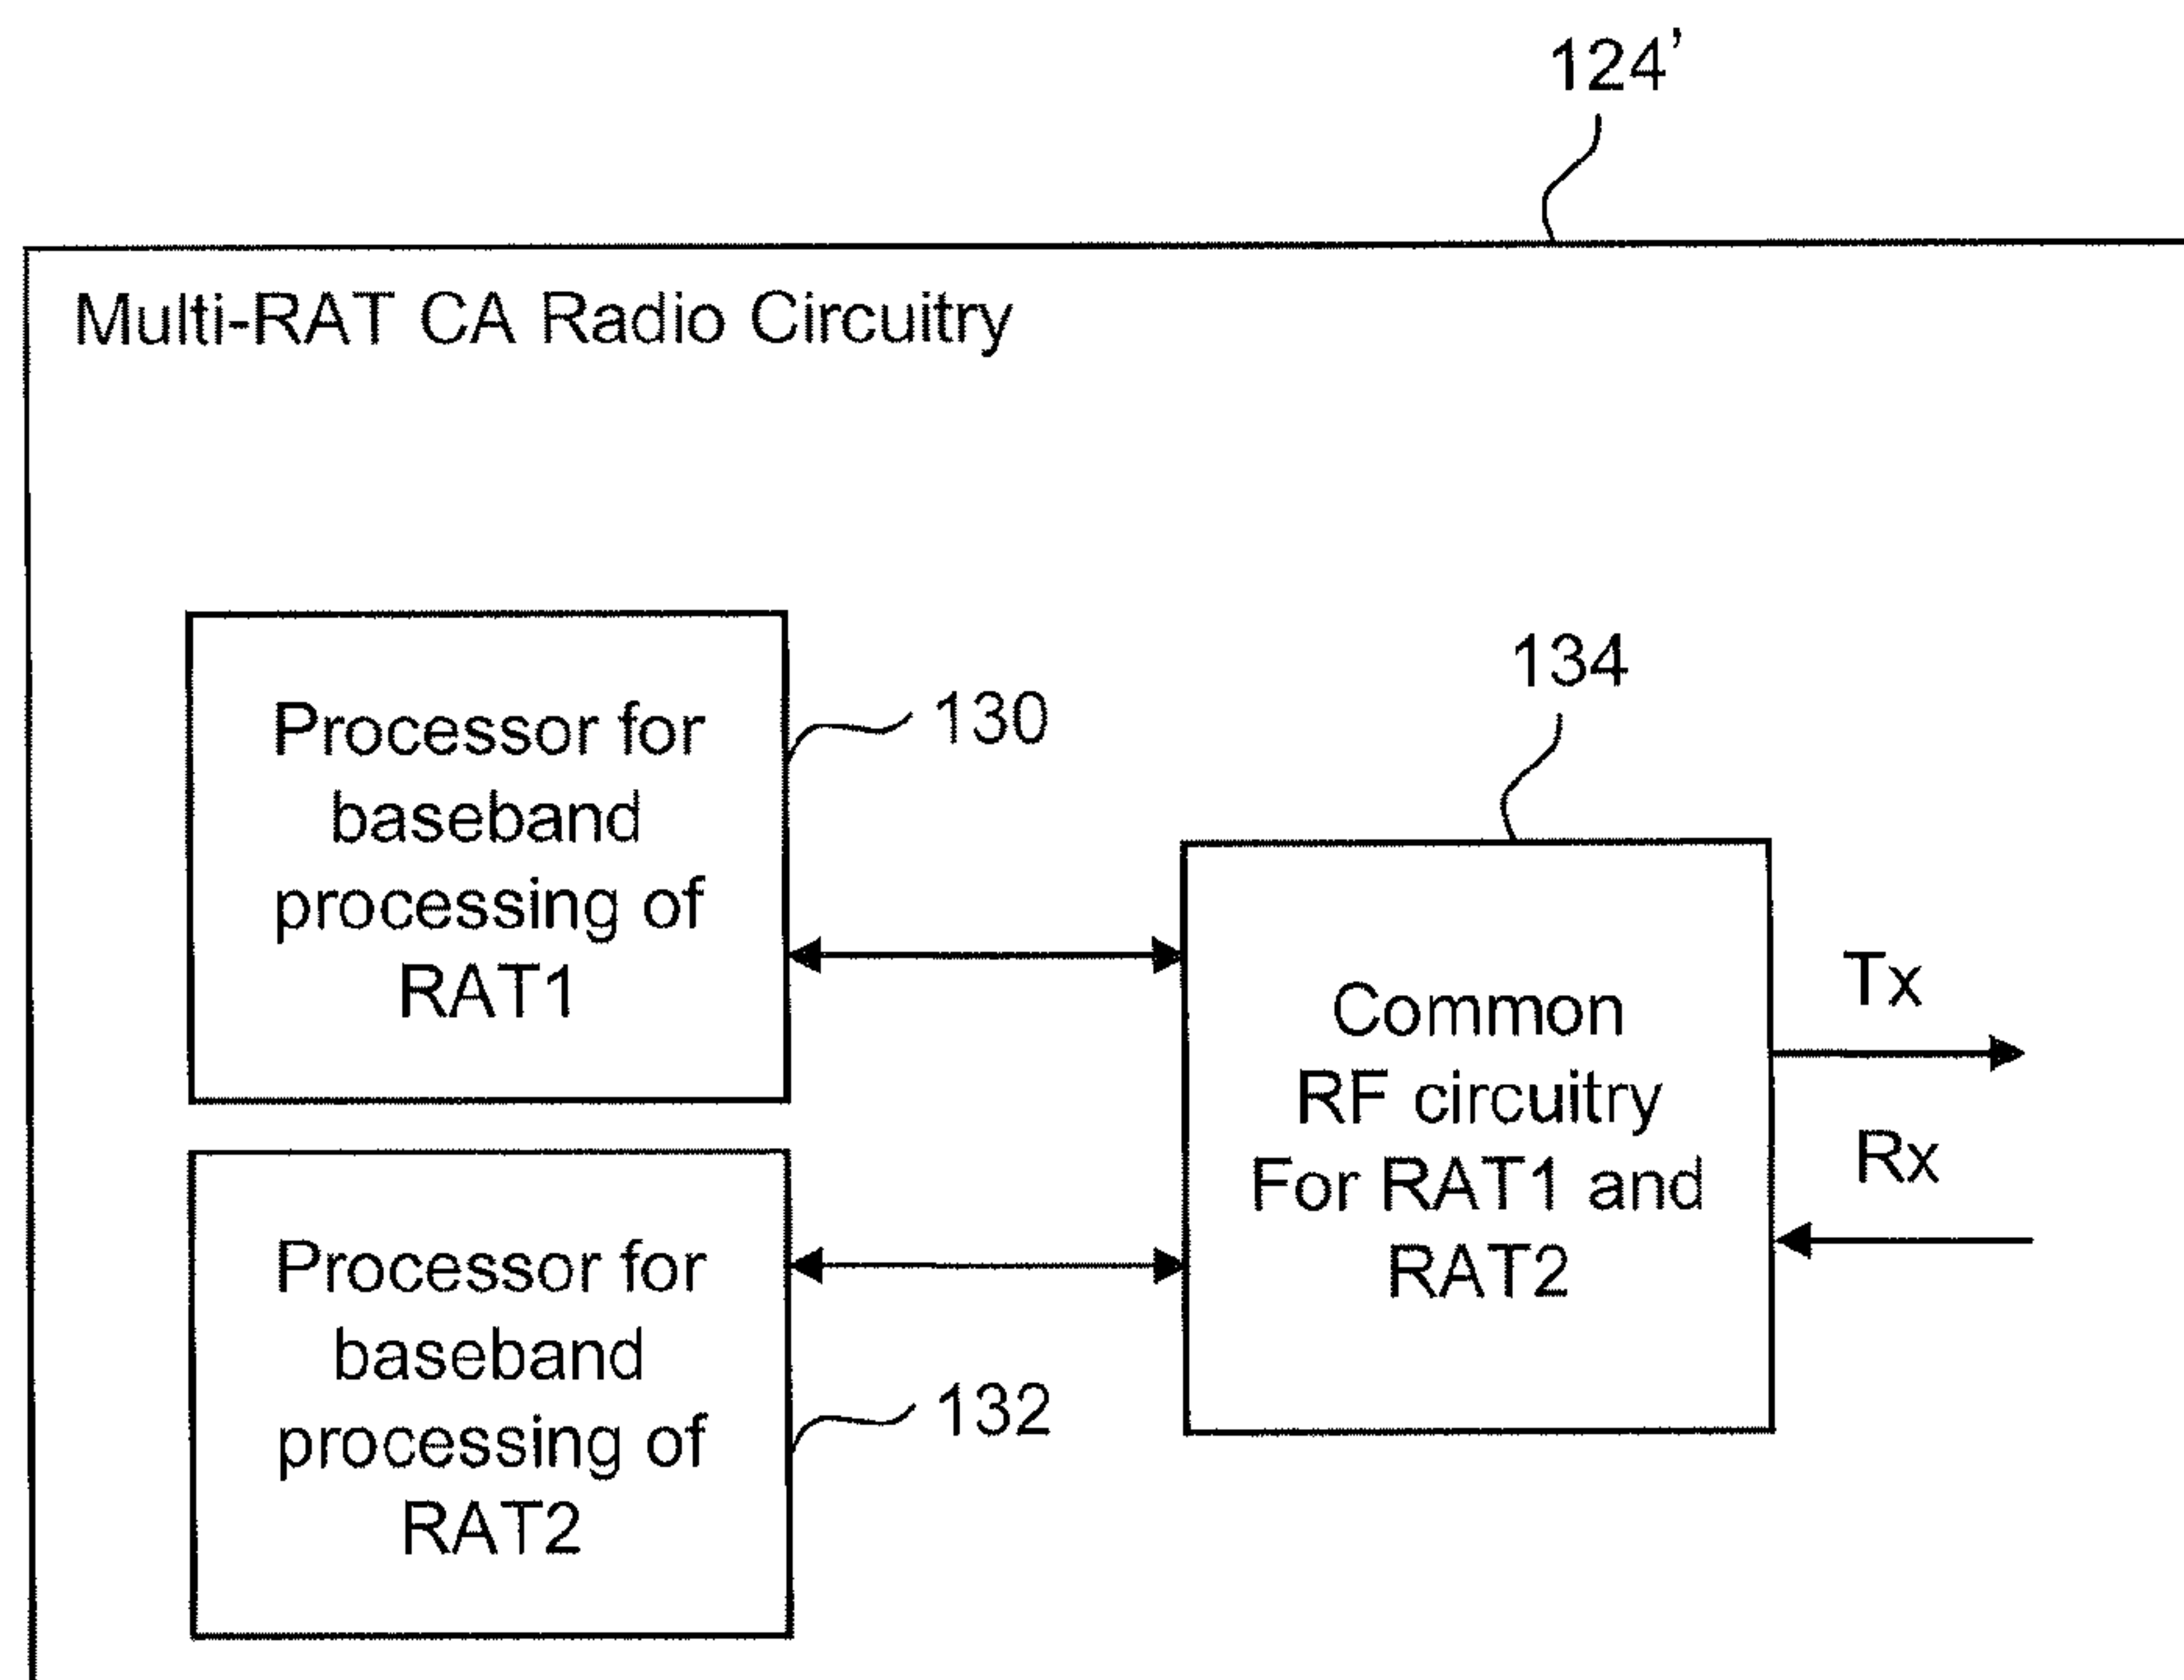 124'
Multi-RAT CA Radio Circuitry
Processor for
baseband
processing of
RAT1
130
134
Common
RF circuitry
For RAT1 and
RAT2
Tx
Rx
Processor for
baseband
processing of
RAT2
132